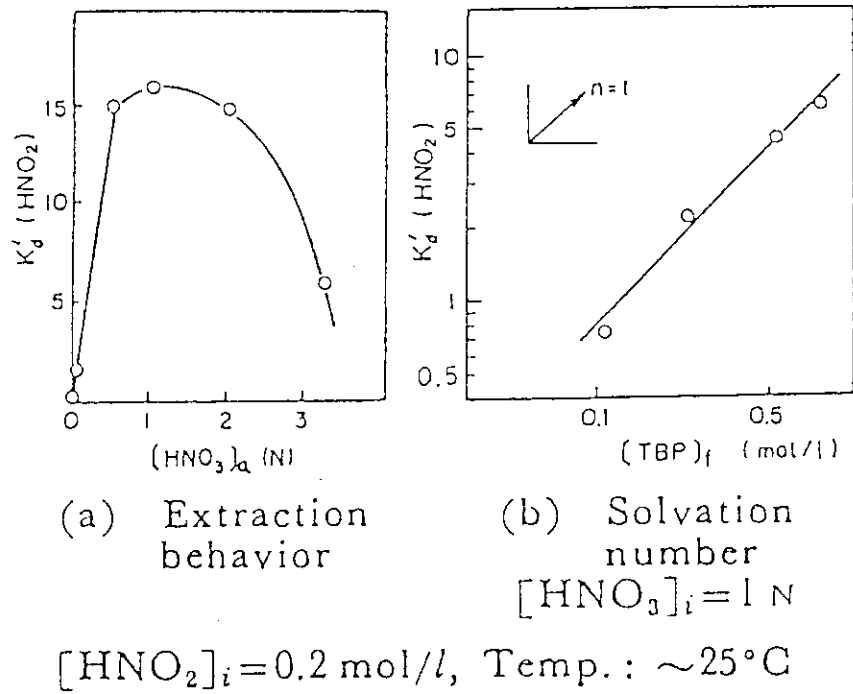 K'd (HNO2)
15
10
5
0 1 2 3
(HNO3)a (N)
(a) Extraction
behavior
K'd (HNO2)
10
5
1
0.5
n=1
0.1 0.5
(TBP)f (mol/l)
(b) Solvation
number
[HNO3]i=1 N
[HNO2]i=0.2 mol/l, Temp.: ~25°C